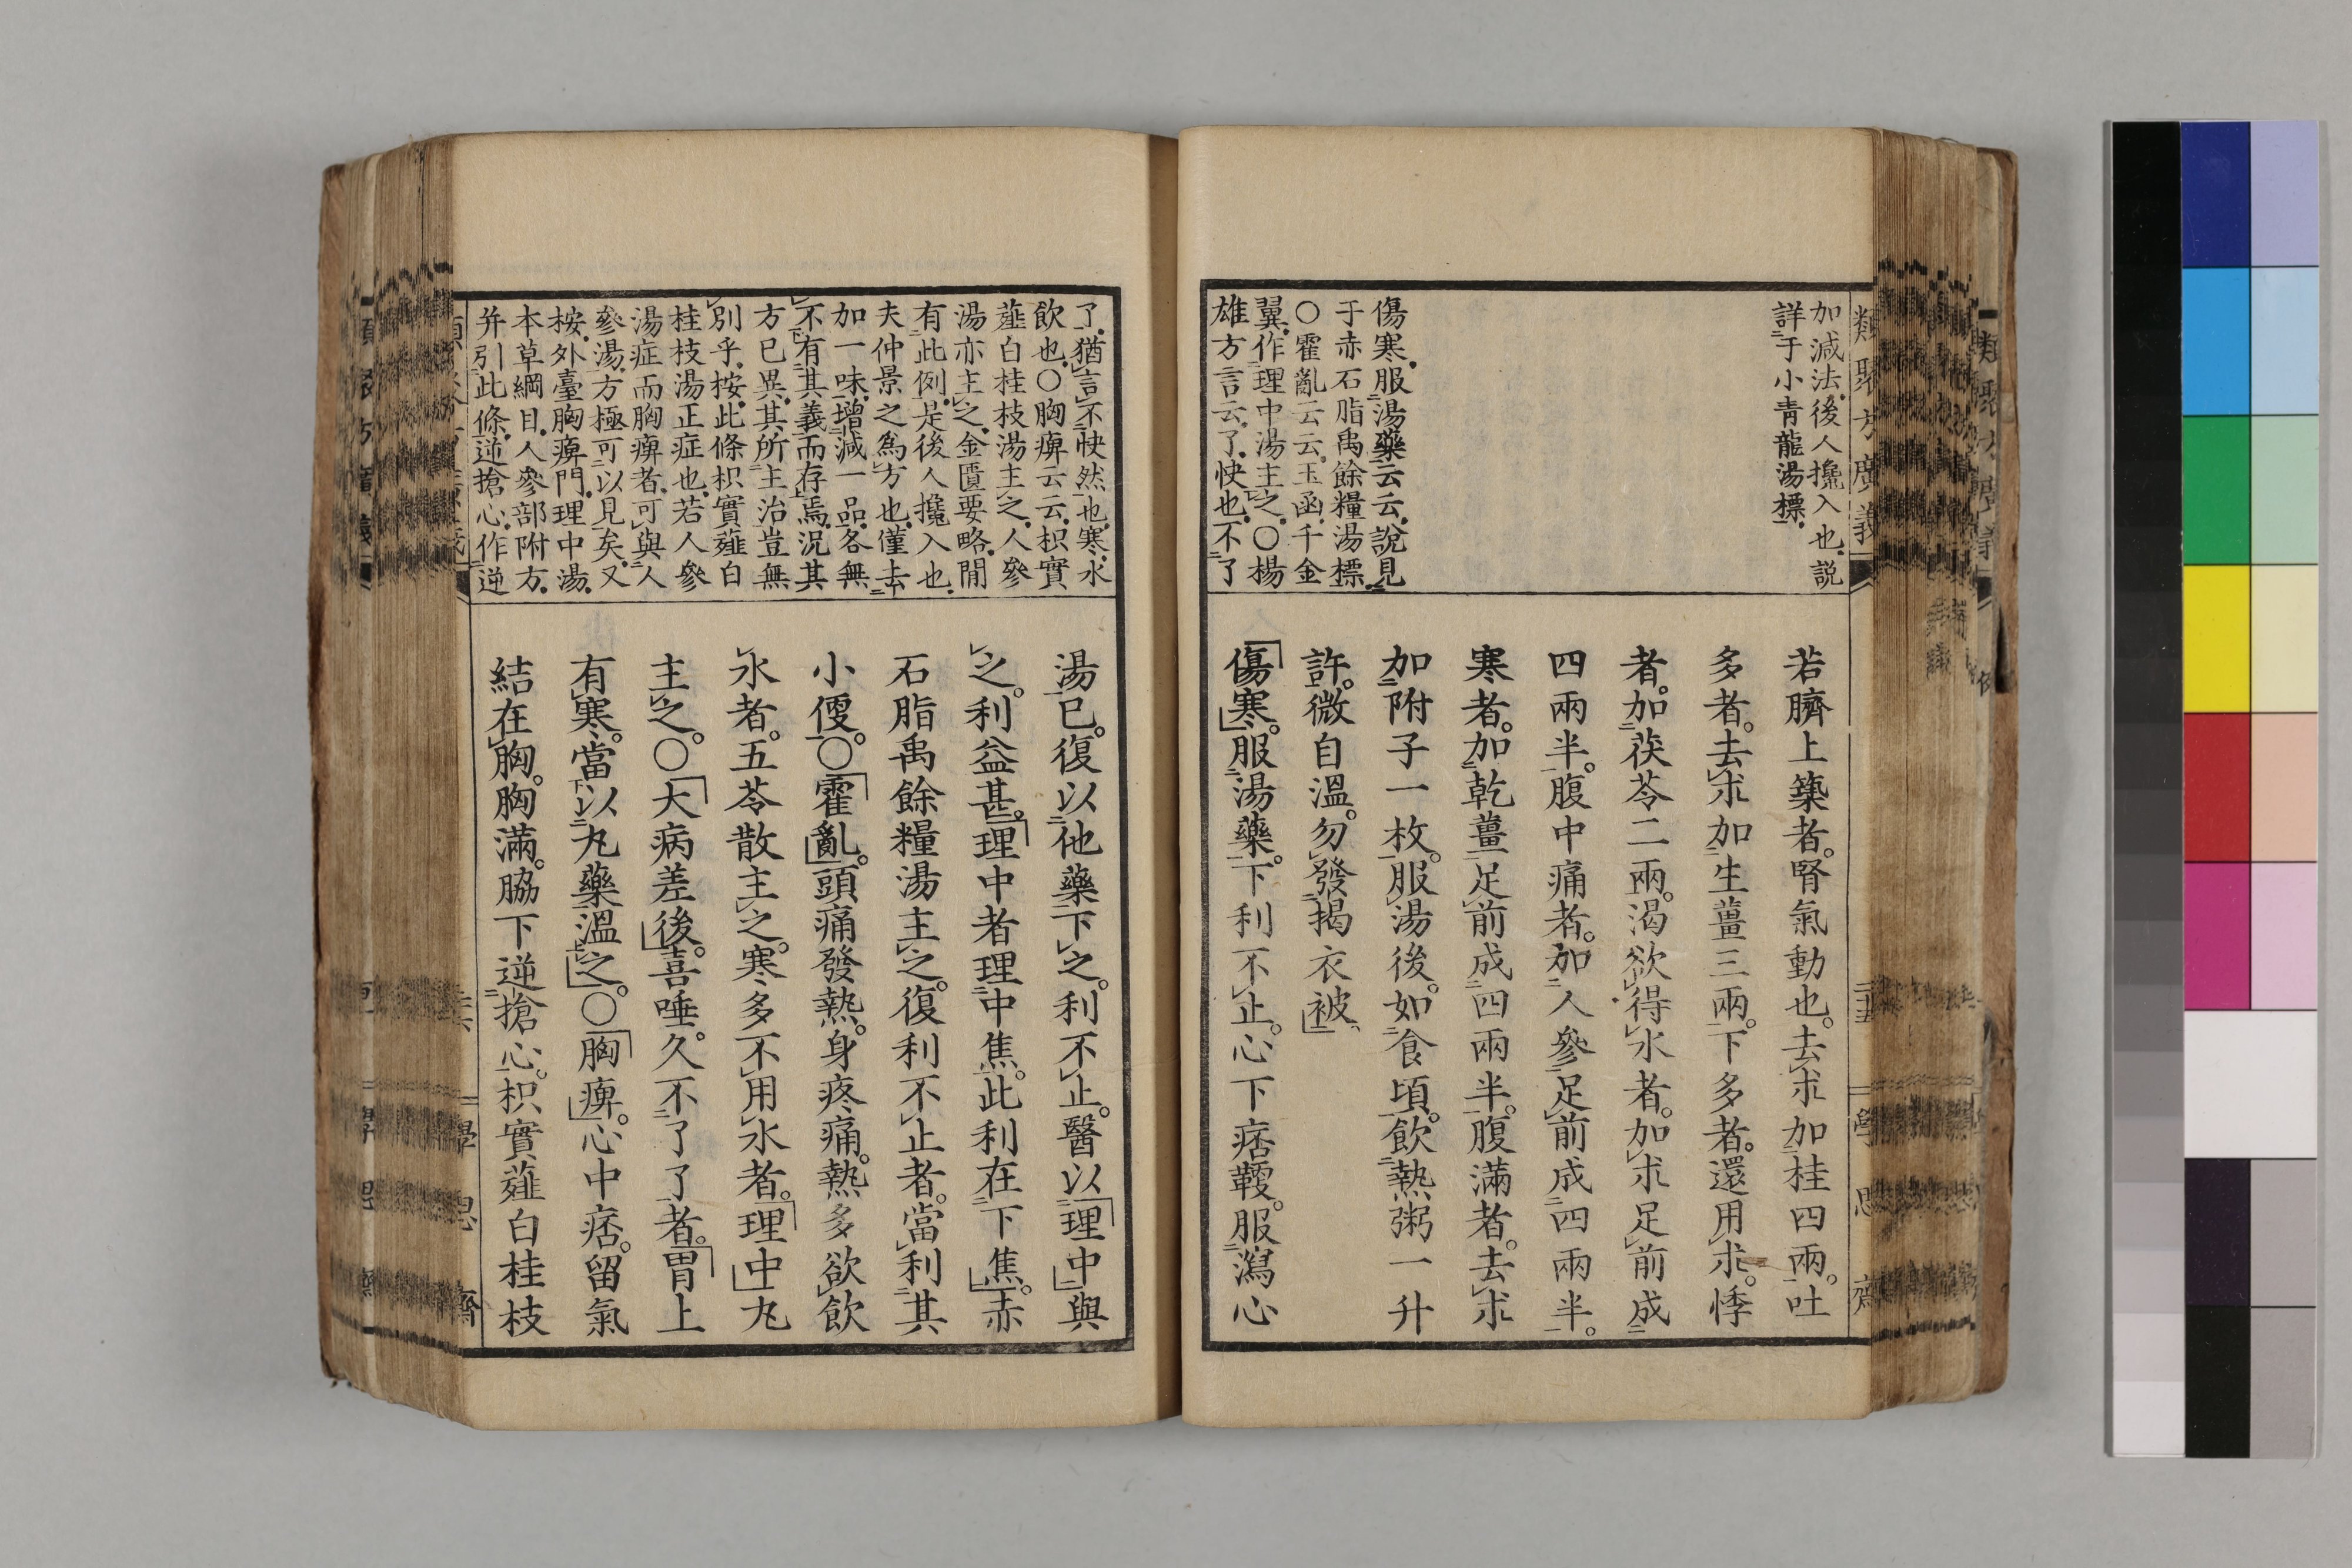 類聚方廣義
加減法後人攙入也説
詳于小青龍湯標
傷寒服湯藥云云説見
于赤石脂禹餘糧湯標
〇霍亂云云玉函千金
翼作理中湯主之〇楊
雄方言云了快也不了
若臍上築者。腎氣動也。去朮加桂四兩。吐
多者。去朮加生薑三兩。下多者。還用朮。悸
者。加茯苓二兩。渴欲得水者。加朮足前成
四兩半。腹中痛者。加人參足前成四兩半。
寒者。加乾薑足前成四兩半。腹滿者。去朮
加附子一枚。服湯後。如食頃。飲熱粥一升
許。微自溫。勿發揭衣被
「傷寒」。服湯藥。下利不止。心下痞鞕。服瀉心
學思齋
了猶言不快然也寒水
飲也〇胸痺云云枳實
薤白桂枝湯主之人參
湯亦主之金匱要略間
有此例是後人攙入也
夫仲景之為方也僅去
加一味增減一品各無
不有其義而存焉況其
方已異其所主治豈無
別乎桉此條枳實薤白
桂枝湯正症也若人參
湯症而胸痺者可與人
參湯方極可以見矣又
桉外臺胸痺門理中湯
本草綱目人參部附方
并引此條逆搶心作逆
湯已。復以他藥下之。利不止。醫以「理中」與
之。利益甚。「理中者理中焦。此利在下焦」。赤
石脂禹餘糧湯主之。復利不止者。當利其
小便。〇「霍亂」。頭痛發熱。身疼痛。熱多欲飲
水者。五苓散主之。寒多不用水者。「理中」丸
主之。〇「大病差後」。喜唾。久不了了者。「胃上
有寒。當以丸藥溫之」。〇「胸痺」。心中痞。留氣
結在胸。胸滿。脇下逆搶心。枳實薤白桂枝
學思齋